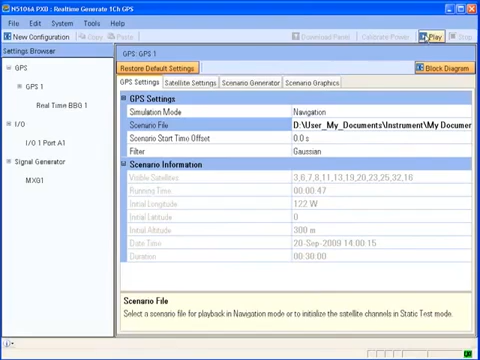 N5106A PXB : Realtime Generate 1Ch GPS
File Edit System Tools Help
New Configuration Copy Paste Download Panel Calibrate Power Play Stop
Settings Browser
GPS: GPS 1
GPS
GPS 1
Real Time BBG 1
I/O
I/O 1 Port A1
Signal Generator
MXG1
Restore Default Settings Block Diagram
GPS Settings Satellite Settings Scenario Generator Scenario Graphics
GPS Settings
Simulation Mode Navigation
Scenario File D:\User_My_Documents\Instrument\My Documer
Scenario Start Time Offset 0.0 s
Filter Gaussian
Scenario Information
Visible Satellites 3,6,7,8,11,13,19,20,23,25,32,16
Running Time 00:00:47
Initial Longitude 122 W
Initial Latitude 0
Initial Altitude 300 m
Date Time 20-Sep-2009 14:00:15
Duration 00:30:00
Scenario File
Select a scenario file for playback in Navigation mode or to initialize the satellite channels in Static Test mode.